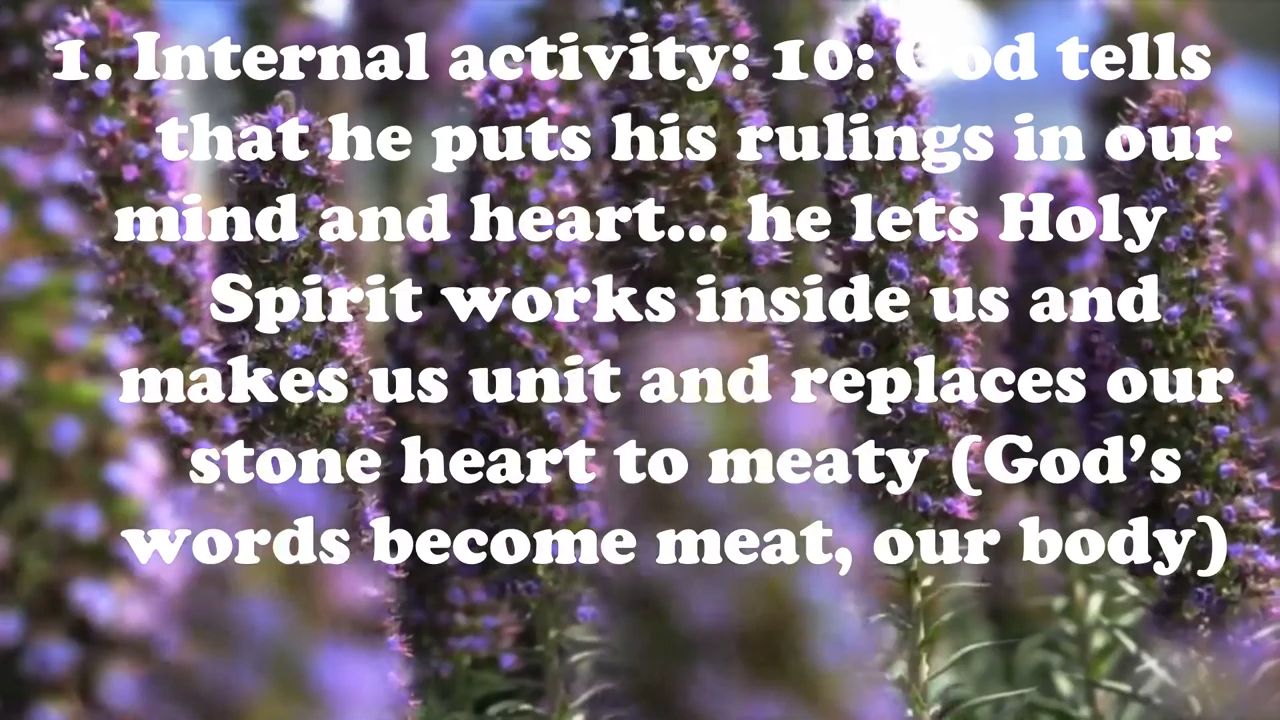 1. Internal activity: 10: God tells
that he puts his rulings in our
mind and heart... he lets Holy
Spirit works inside us and
makes us unit and replaces our
stone heart to meaty (God’s
words become meat, our body)